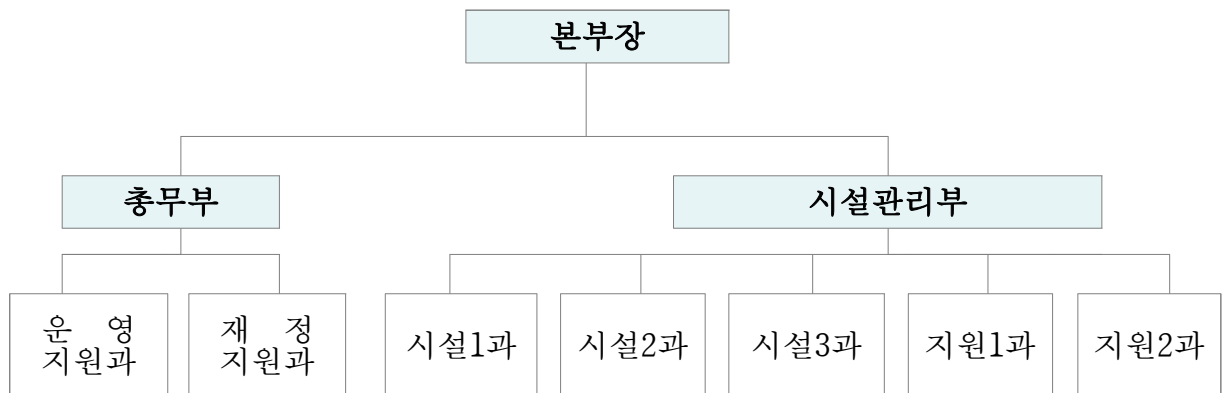 본부장
총무부
시설관리부
운 영
지원과
재 정
지원과
시설1과
시설2과
시설3과
지원1과
지원2과